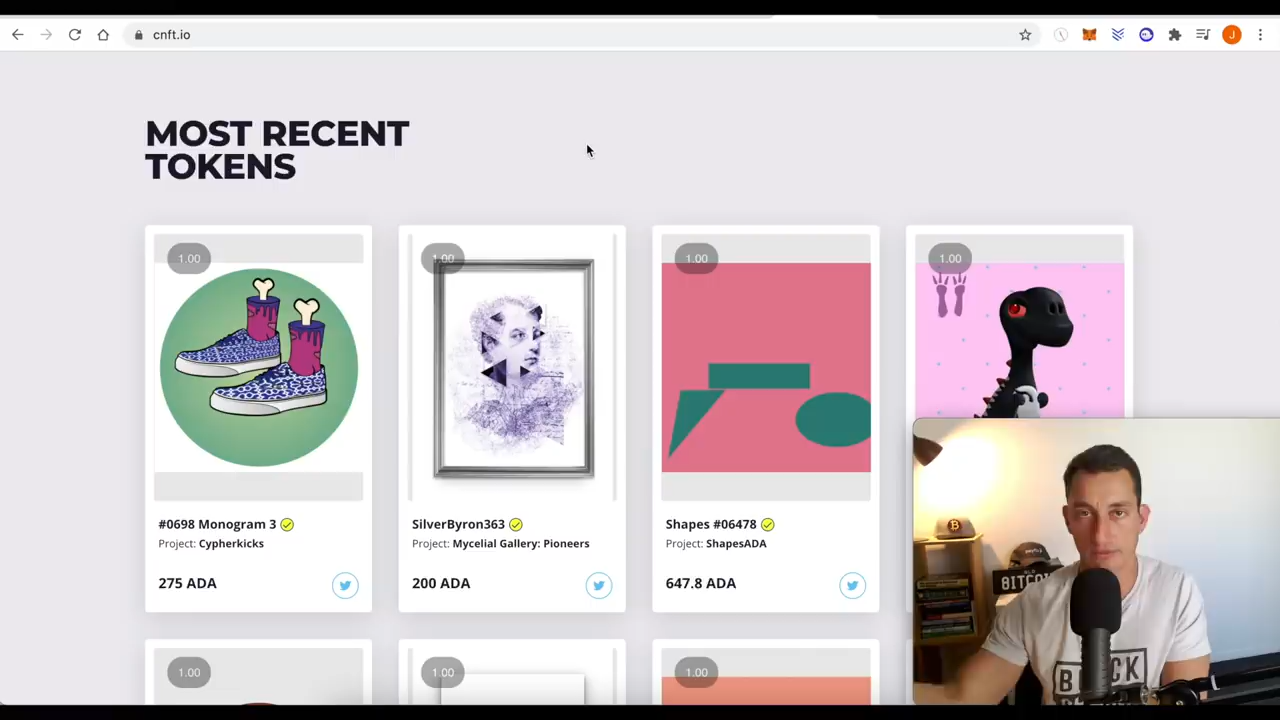 cnft.io
J
MOST RECENT
TOKENS
1.00
1.00
1.00
1.00
#0698 Monogram 3
Project: Cypherkicks
275 ADA
SilverByron363
Project: Mycelial Gallery: Pioneers
200 ADA
Shapes #06478
Project: ShapesADA
647.8 ADA
BITCOIN
BLOCK
1.00
1.00
1.00